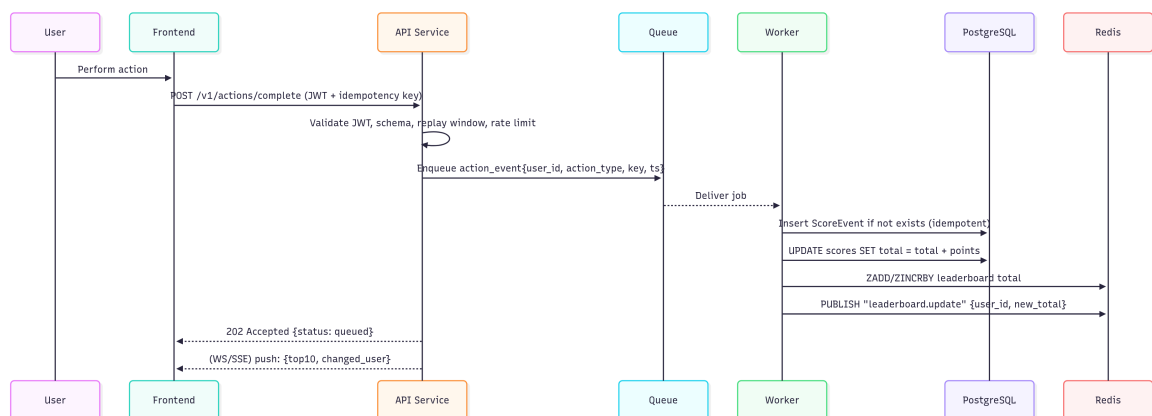 User
Frontend
API Service
Queue
Worker
PostgreSQL
Redis
Perform action
POST /v1/actions/complete (JWT + idempotency key)
Validate JWT, schema, replay window, rate limit
Enqueue action_event{user_id, action_type, key, ts}
Deliver job
Insert ScoreEvent if not exists (idempotent)
UPDATE scores SET total = total + points
ZADD/ZINCRBY leaderboard total
PUBLISH "leaderboard.update" {user_id, new_total}
202 Accepted {status: queued}
(WS/SSE) push: {top10, changed_user}
User
Frontend
API Service
Queue
Worker
PostgreSQL
Redis